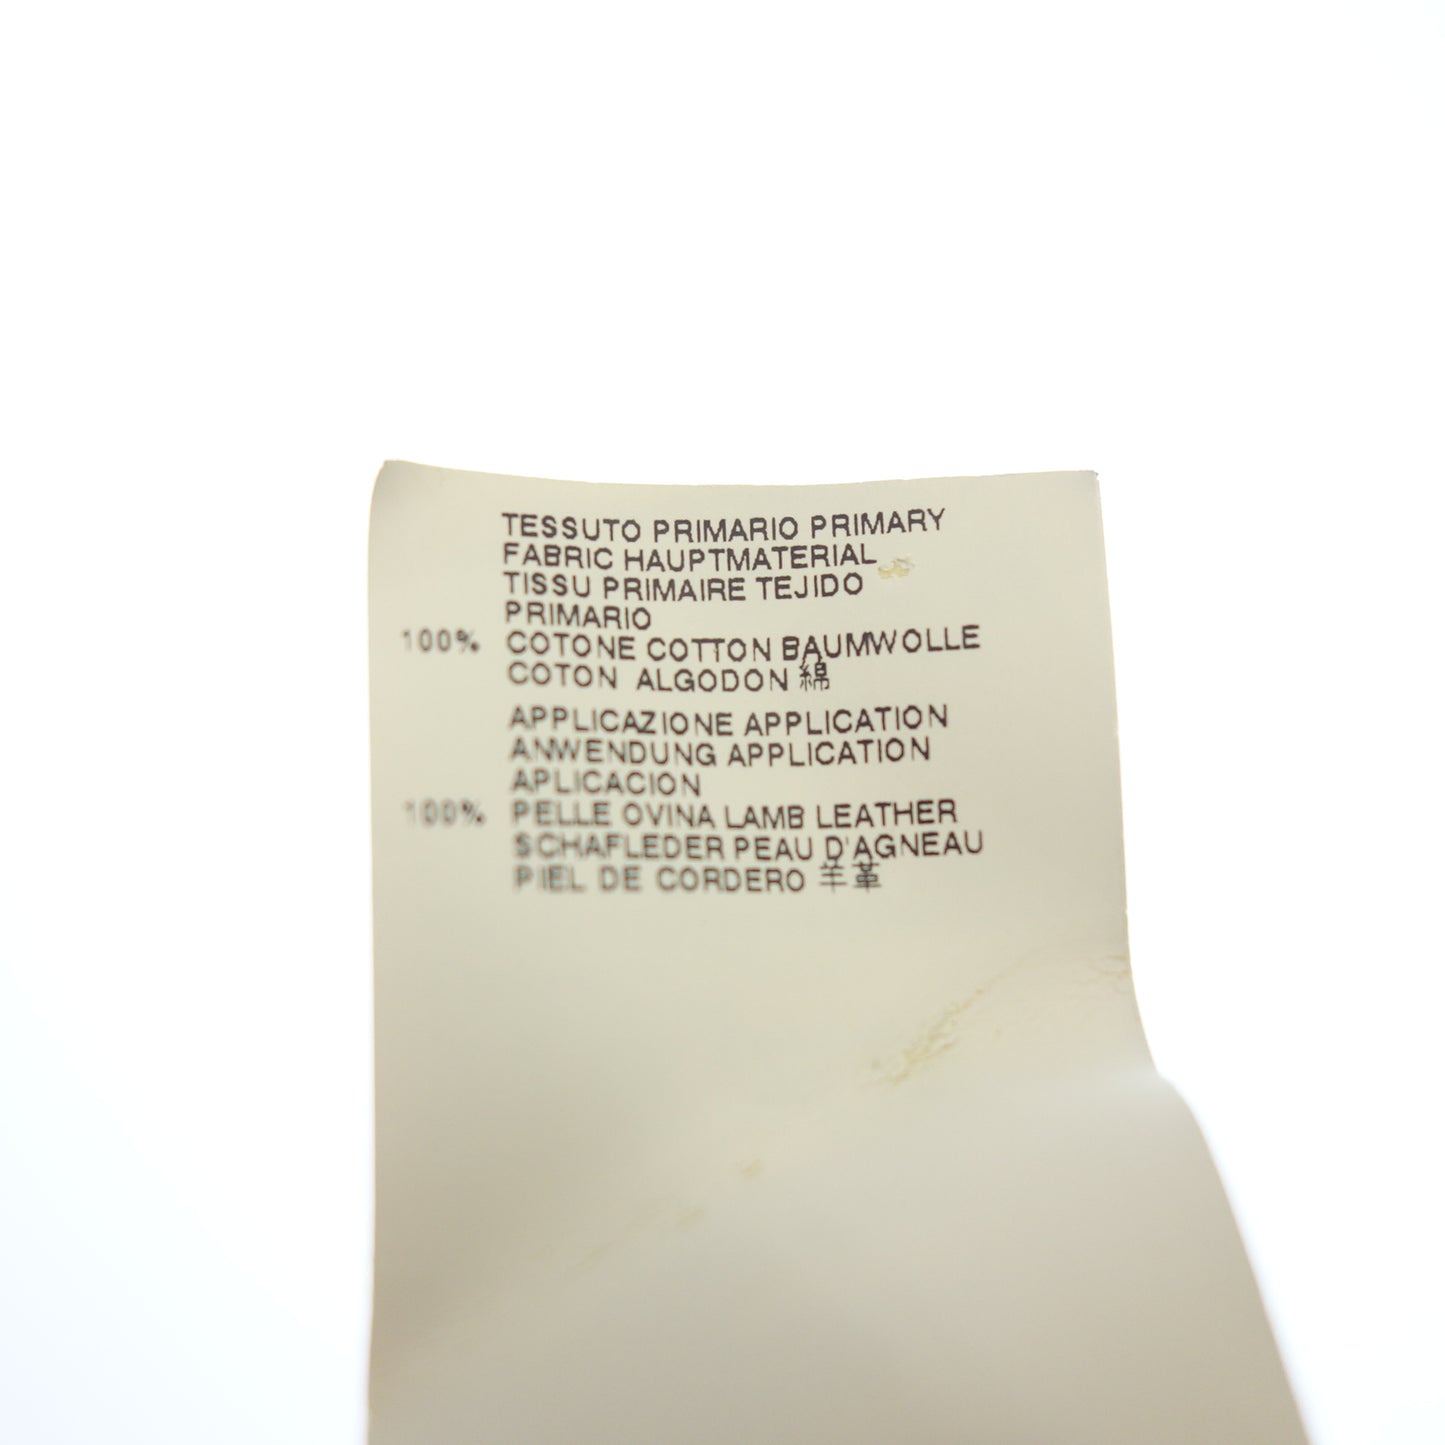 TESSUTO PRIMARIO PRIMARY
FABRIC HAUPTMATERIAL
TISSU PRIMAIRE TEJIDO
PRIMARIO
100% COTONE COTTON BAUMWOLLE
COTON ALGODON 綿
APPLICAZIONE APPLICATION
ANWENDUNG APPLICATION
APLICACION
100% PELLE OVINA LAMB LEATHER
SCHAFLEDER PEAU D'AGNEAU
PIEL DE CORDERO 羊革